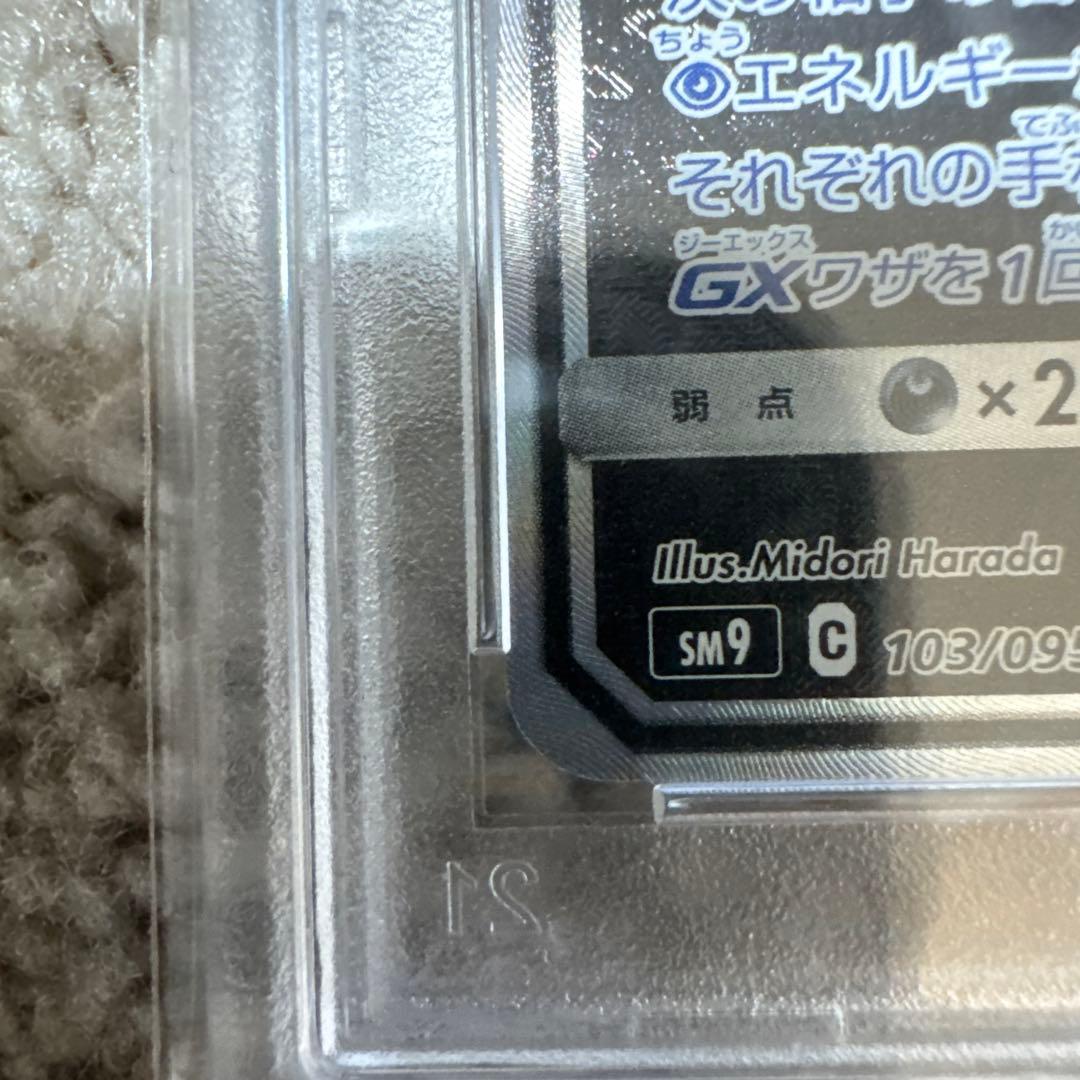 ちょう
エネルギー
てふ
それぞれの手
ジーエックス
GXワザを1回
弱点 ×2
Illus.Midori Harada
SM9 C 103/095
21